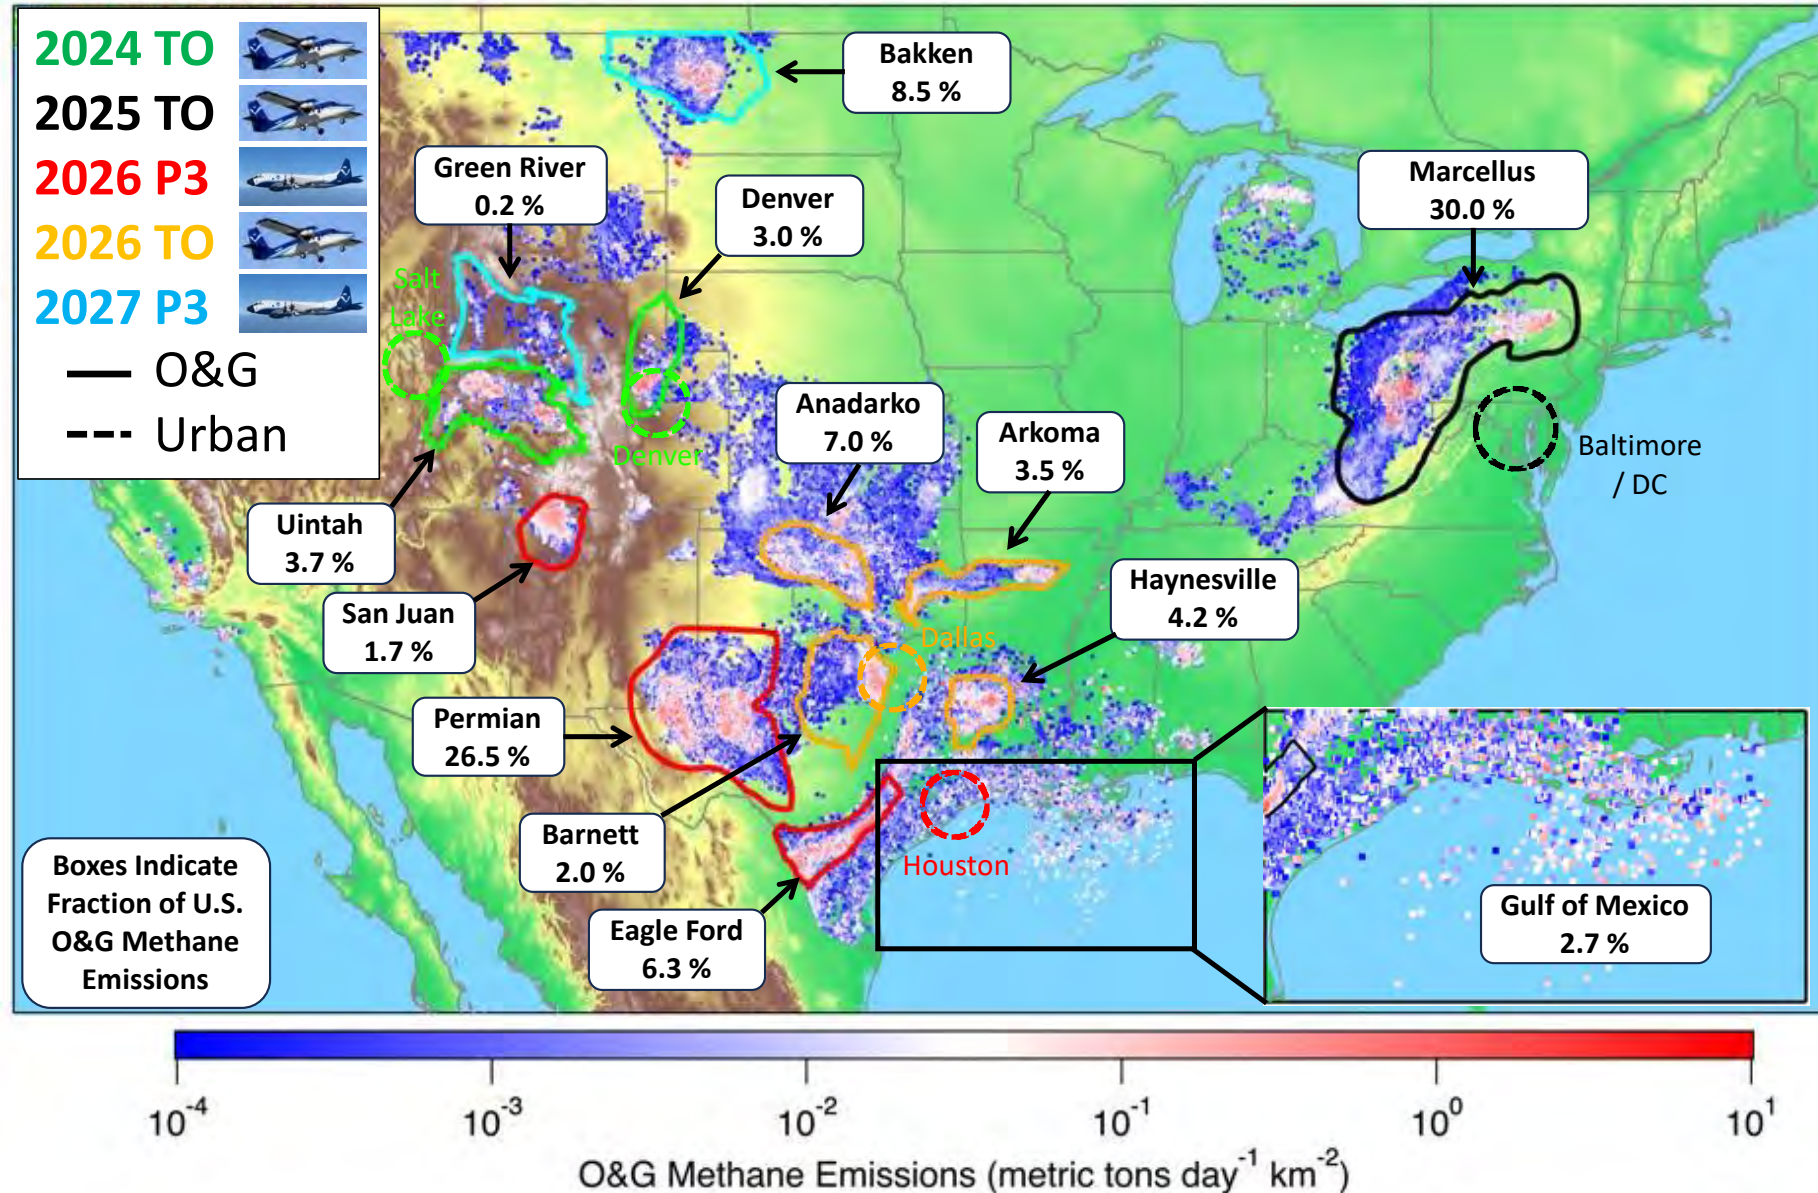 2024 TO
2025 TO
2026 P3
2026 TO
2027 P3
O&G
Urban
Bakken
8.5 %
Green River
0.2 %
Denver
3.0 %
Marcellus
30.0 %
Salt
Lake
Denver
Anadarko
7.0 %
Arkoma
3.5 %
Baltimore
/ DC
Uintah
3.7 %
San Juan
1.7 %
Haynesville
4.2 %
Dallas
Permian
26.5 %
Barnett
2.0 %
Houston
Eagle Ford
6.3 %
Gulf of Mexico
2.7 %
Boxes Indicate
Fraction of U.S.
O&G Methane
Emissions
10⁻⁴ 10⁻³ 10⁻² 10⁻¹ 10⁰ 10¹
O&G Methane Emissions (metric tons day⁻¹ km⁻²)